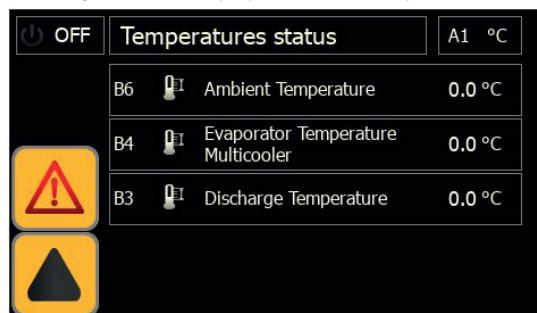 OFF Temperatures status A1 °C
B6 Ambient Temperature 0.0 °C
B4 Evaporator Temperature Multicooler 0.0 °C
B3 Discharge Temperature 0.0 °C